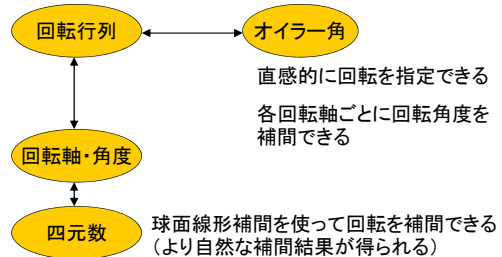 回転行列
オイラー角
直感的に回転を指定できる
各回転軸ごとに回転角度を
補間できる
回転軸・角度
四元数
球面線形補間を使って回転を補間できる
(より自然な補間結果が得られる)